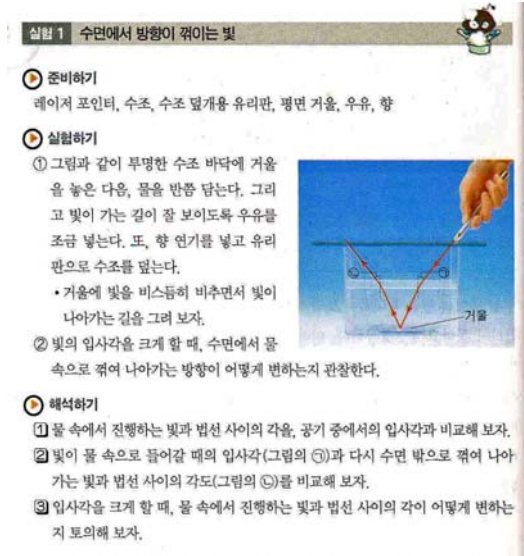 실험 1 수면에서 방향이 꺾이는 빛
준비하기
레이저 포인터, 수조, 수조 덮개용 유리판, 평면 거울, 우유, 향
실험하기
① 그림과 같이 투명한 수조 바닥에 거울
을 놓은 다음, 물을 반쯤 담는다. 그리
고 빛이 가는 길이 잘 보이도록 우유를
조금 넣는다. 또, 향 연기를 넣고 유리
판으로 수조를 덮는다.
• 거울에 빛을 비스듬히 비추면서 빛이
나아가는 길을 그려 보자.
㉡ ㉠
거울
② 빛의 입사각을 크게 할 때, 수면에서 물
속으로 꺾여 나아가는 방향이 어떻게 변하는지 관찰한다.
해석하기
1 물 속에서 진행하는 빛과 법선 사이의 각을, 공기 중에서의 입사각과 비교해 보자.
2 빛이 물 속으로 들어갈 때의 입사각(그림의 ㉠)과 다시 수면 밖으로 꺾여 나아
가는 빛과 법선 사이의 각도(그림의 ㉡)를 비교해 보자.
3 입사각을 크게 할 때, 물 속에서 진행하는 빛과 법선 사이의 각이 어떻게 변하는
지 토의해 보자.